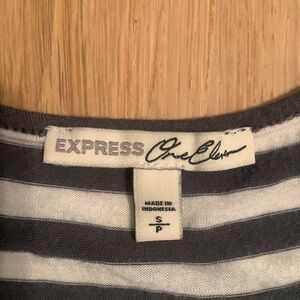 EXPRESS One Eleven
MADE IN
INDONESIA
S
P